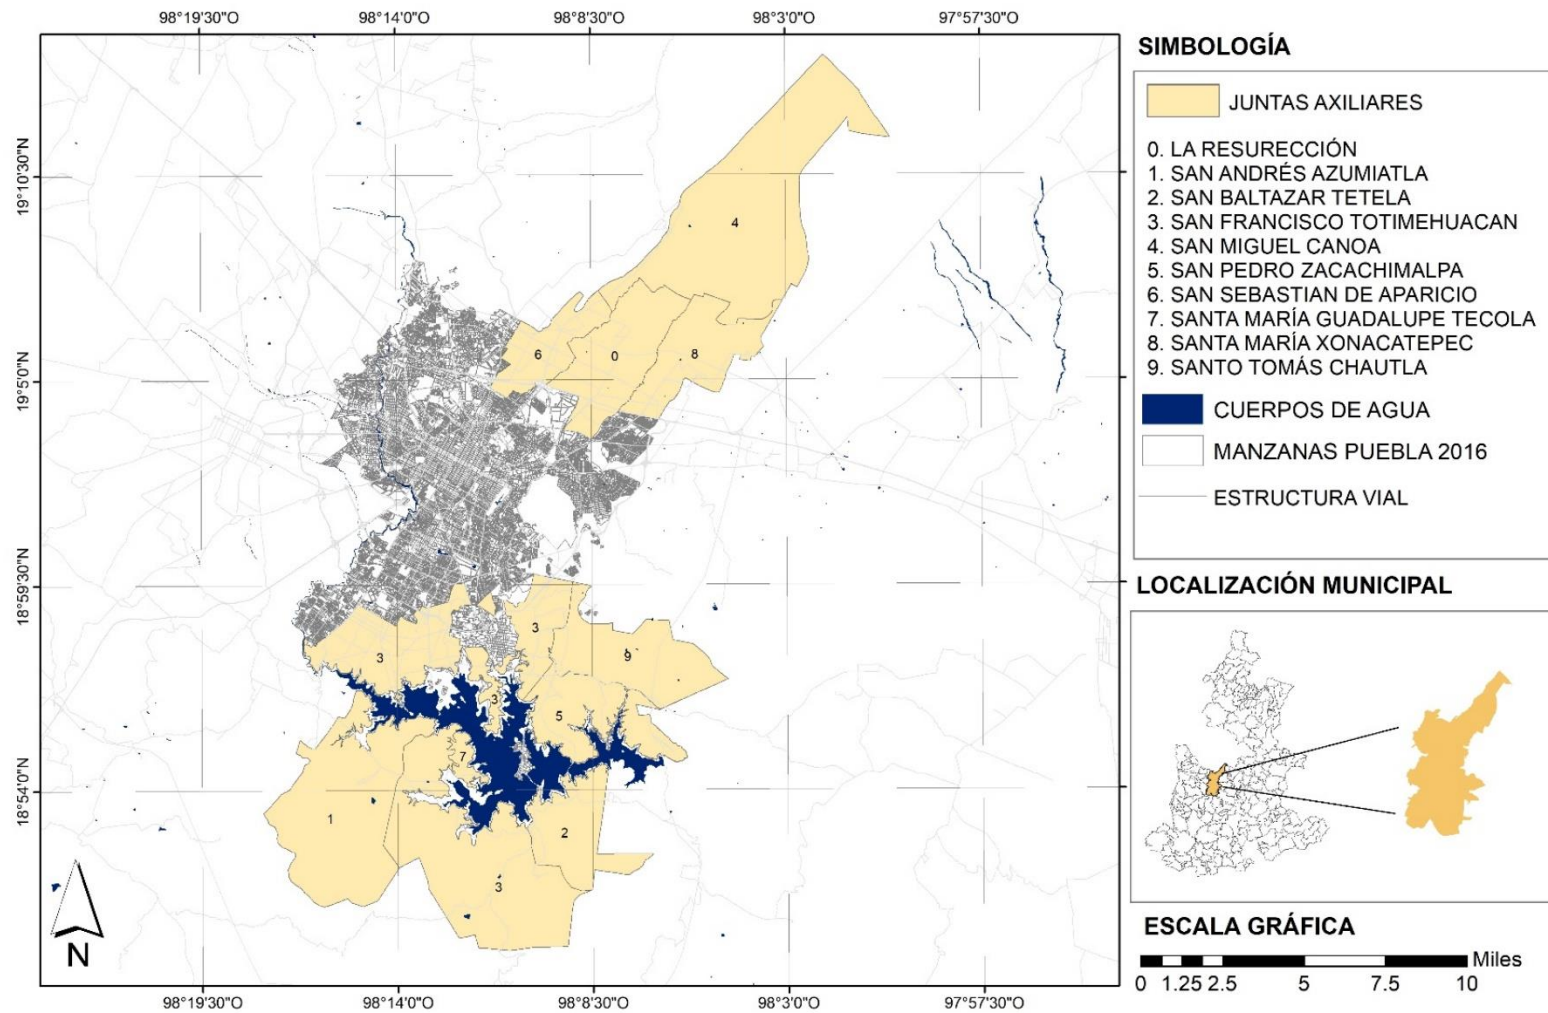 98°19'30"O 98°14'0"O 98°8'30"O 98°3'0"O 97°57'30"O
19°10'30"N
19°5'0"N
18°59'30"N
18°54'0"N
4
6
0
8
3
3
9
3
5
7
1
2
3
N
98°19'30"O 98°14'0"O 98°8'30"O 98°3'0"O 97°57'30"O
SIMBOLOGÍA
JUNTAS AXILIARES
0. LA RESURECCIÓN
1. SAN ANDRÉS AZUMIATLA
2. SAN BALTAZAR TETELA
3. SAN FRANCISCO TOTIMEHUACAN
4. SAN MIGUEL CANOA
5. SAN PEDRO ZACACHIMALPA
6. SAN SEBASTIAN DE APARICIO
7. SANTA MARÍA GUADALUPE TECOLA
8. SANTA MARÍA XONACATEPEC
9. SANTO TOMÁS CHAUTLA
CUERPOS DE AGUA
MANZANAS PUEBLA 2016
ESTRUCTURA VIAL
LOCALIZACIÓN MUNICIPAL
ESCALA GRÁFICA
Miles
0 1.25 2.5 5 7.5 10